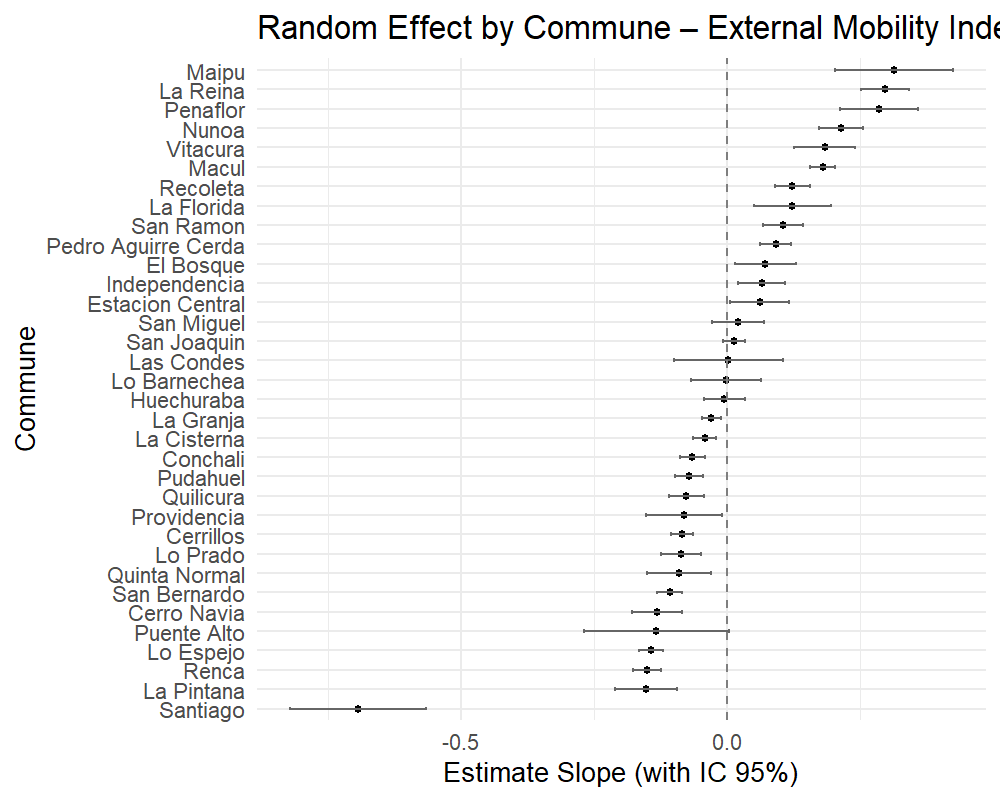 Random Effect by Commune – External Mobility Inde
Maipu
La Reina
Penaflor
Nunoa
Vitacura
Macul
Recoleta
La Florida
San Ramon
Pedro Aguirre Cerda
El Bosque
Independencia
Estacion Central
San Miguel
San Joaquin
Las Condes
Lo Barnechea
Huechuraba
La Granja
La Cisterna
Conchali
Pudahuel
Quilicura
Providencia
Cerrillos
Lo Prado
Quinta Normal
San Bernardo
Cerro Navia
Puente Alto
Lo Espejo
Renca
La Pintana
Santiago
Commune
-0.5 0.0
Estimate Slope (with IC 95%)